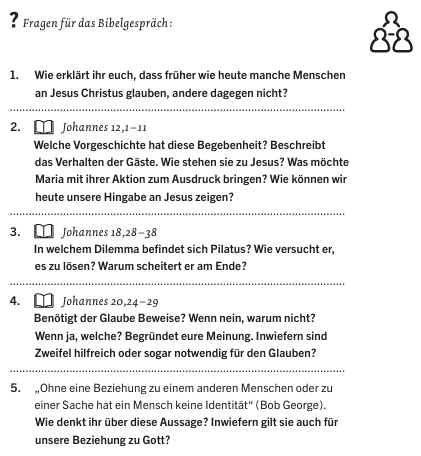 ? Fragen für das Bibelgespräch:
1. Wie erklärt ihr euch, dass früher wie heute manche Menschen
an Jesus Christus glauben, andere dagegen nicht?
2. Johannes 12,1–11
Welche Vorgeschichte hat diese Begebenheit? Beschreibt
das Verhalten der Gäste. Wie stehen sie zu Jesus? Was möchte
Maria mit ihrer Aktion zum Ausdruck bringen? Wie können wir
heute unsere Hingabe an Jesus zeigen?
3. Johannes 18,28–38
In welchem Dilemma befindet sich Pilatus? Wie versucht er,
es zu lösen? Warum scheitert er am Ende?
4. Johannes 20,24–29
Benötigt der Glaube Beweise? Wenn nein, warum nicht?
Wenn ja, welche? Begründet eure Meinung. Inwiefern sind
Zweifel hilfreich oder sogar notwendig für den Glauben?
5. „Ohne eine Beziehung zu einem anderen Menschen oder zu
einer Sache hat ein Mensch keine Identität“ (Bob George).
Wie denkt ihr über diese Aussage? Inwiefern gilt sie auch für
unsere Beziehung zu Gott?